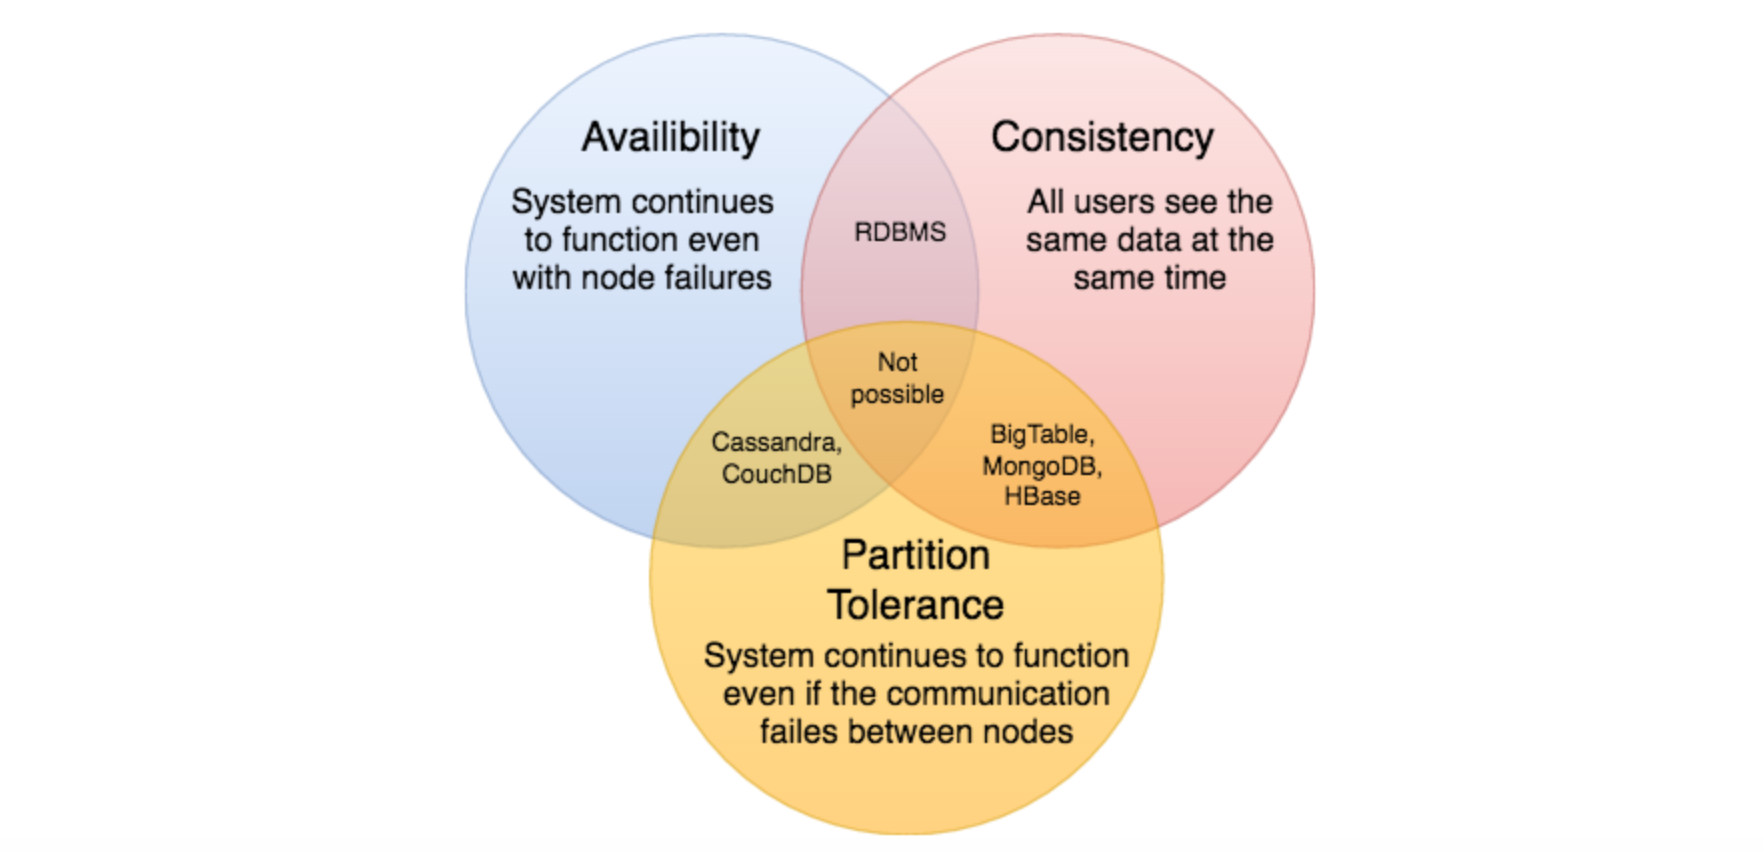 Availibility
System continues
to function even
with node failures
Consistency
All users see the
same data at the
same time
RDBMS
Not
possible
Cassandra,
CouchDB
BigTable,
MongoDB,
HBase
Partition
Tolerance
System continues to function
even if the communication
failes between nodes